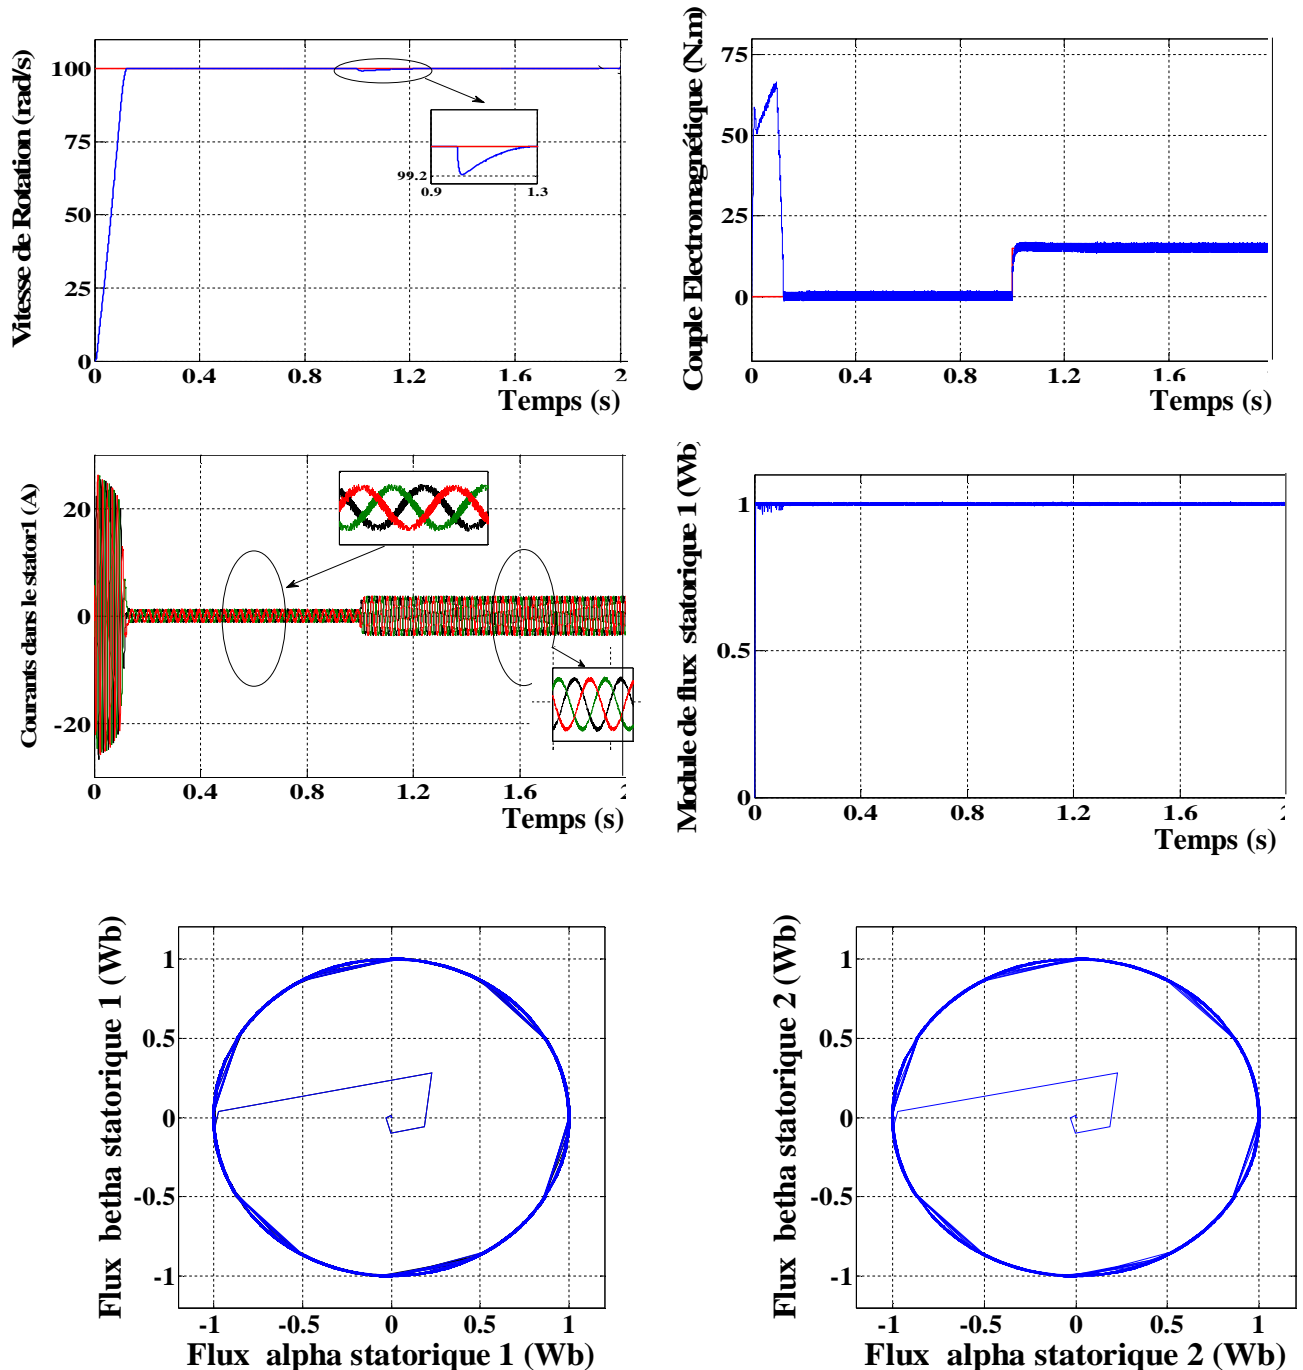 Vitesse de Rotation (rad/s)
100
75
50
25
0
0 0.4 0.8 1.2 1.6 2
Temps (s)
99.2
0.9 1.3
Couple Electromagnétique (N.m)
75
50
25
0
0 0.4 0.8 1.2 1.6
Temps (s)
Courants dans le stator1 (A)
20
0
-20
0 0.4 0.8 1.2 1.6 2
Temps (s)
Module de flux statorique 1 (Wb)
1
0.5
0
0 0.4 0.8 1.2 1.6 2
Temps (s)
Flux betha statorique 1 (Wb)
1
0.5
0
-0.5
-1
-1 -0.5 0 0.5 1
Flux alpha statorique 1 (Wb)
Flux betha statorique 2 (Wb)
1
0.5
0
-0.5
-1
-1 -0.5 0 0.5 1
Flux alpha statorique 2 (Wb)